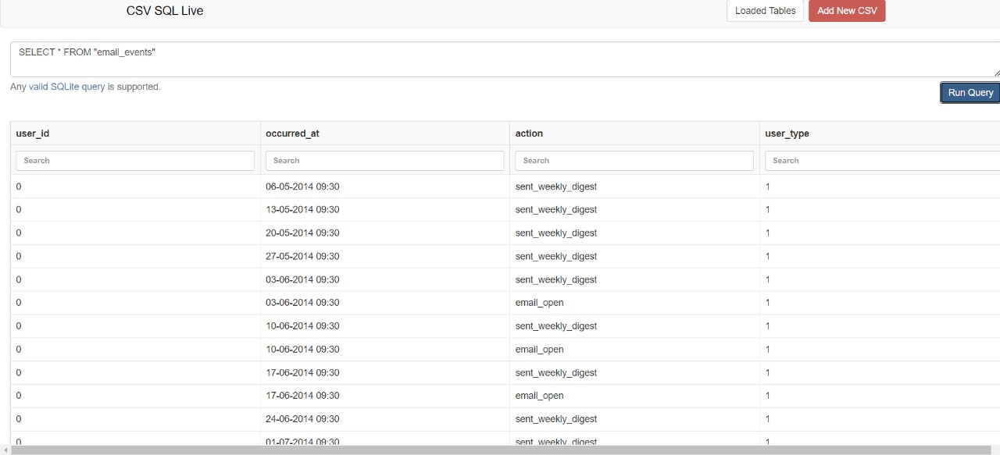 CSV SQL Live
Loaded Tables
Add New CSV
SELECT * FROM "email_events"
Any valid SQLite query is supported.
Run Query
user_id occurred_at action user_type
Search Search Search Search
0 06-05-2014 09:30 sent_weekly_digest 1
0 13-05-2014 09:30 sent_weekly_digest 1
0 20-05-2014 09:30 sent_weekly_digest 1
0 27-05-2014 09:30 sent_weekly_digest 1
0 03-06-2014 09:30 sent_weekly_digest 1
0 03-06-2014 09:30 email_open 1
0 10-06-2014 09:30 sent_weekly_digest 1
0 10-06-2014 09:30 email_open 1
0 17-06-2014 09:30 sent_weekly_digest 1
0 17-06-2014 09:30 email_open 1
0 24-06-2014 09:30 sent_weekly_digest 1
0 01-07-2014 09:30 sent_weekly_digest 1